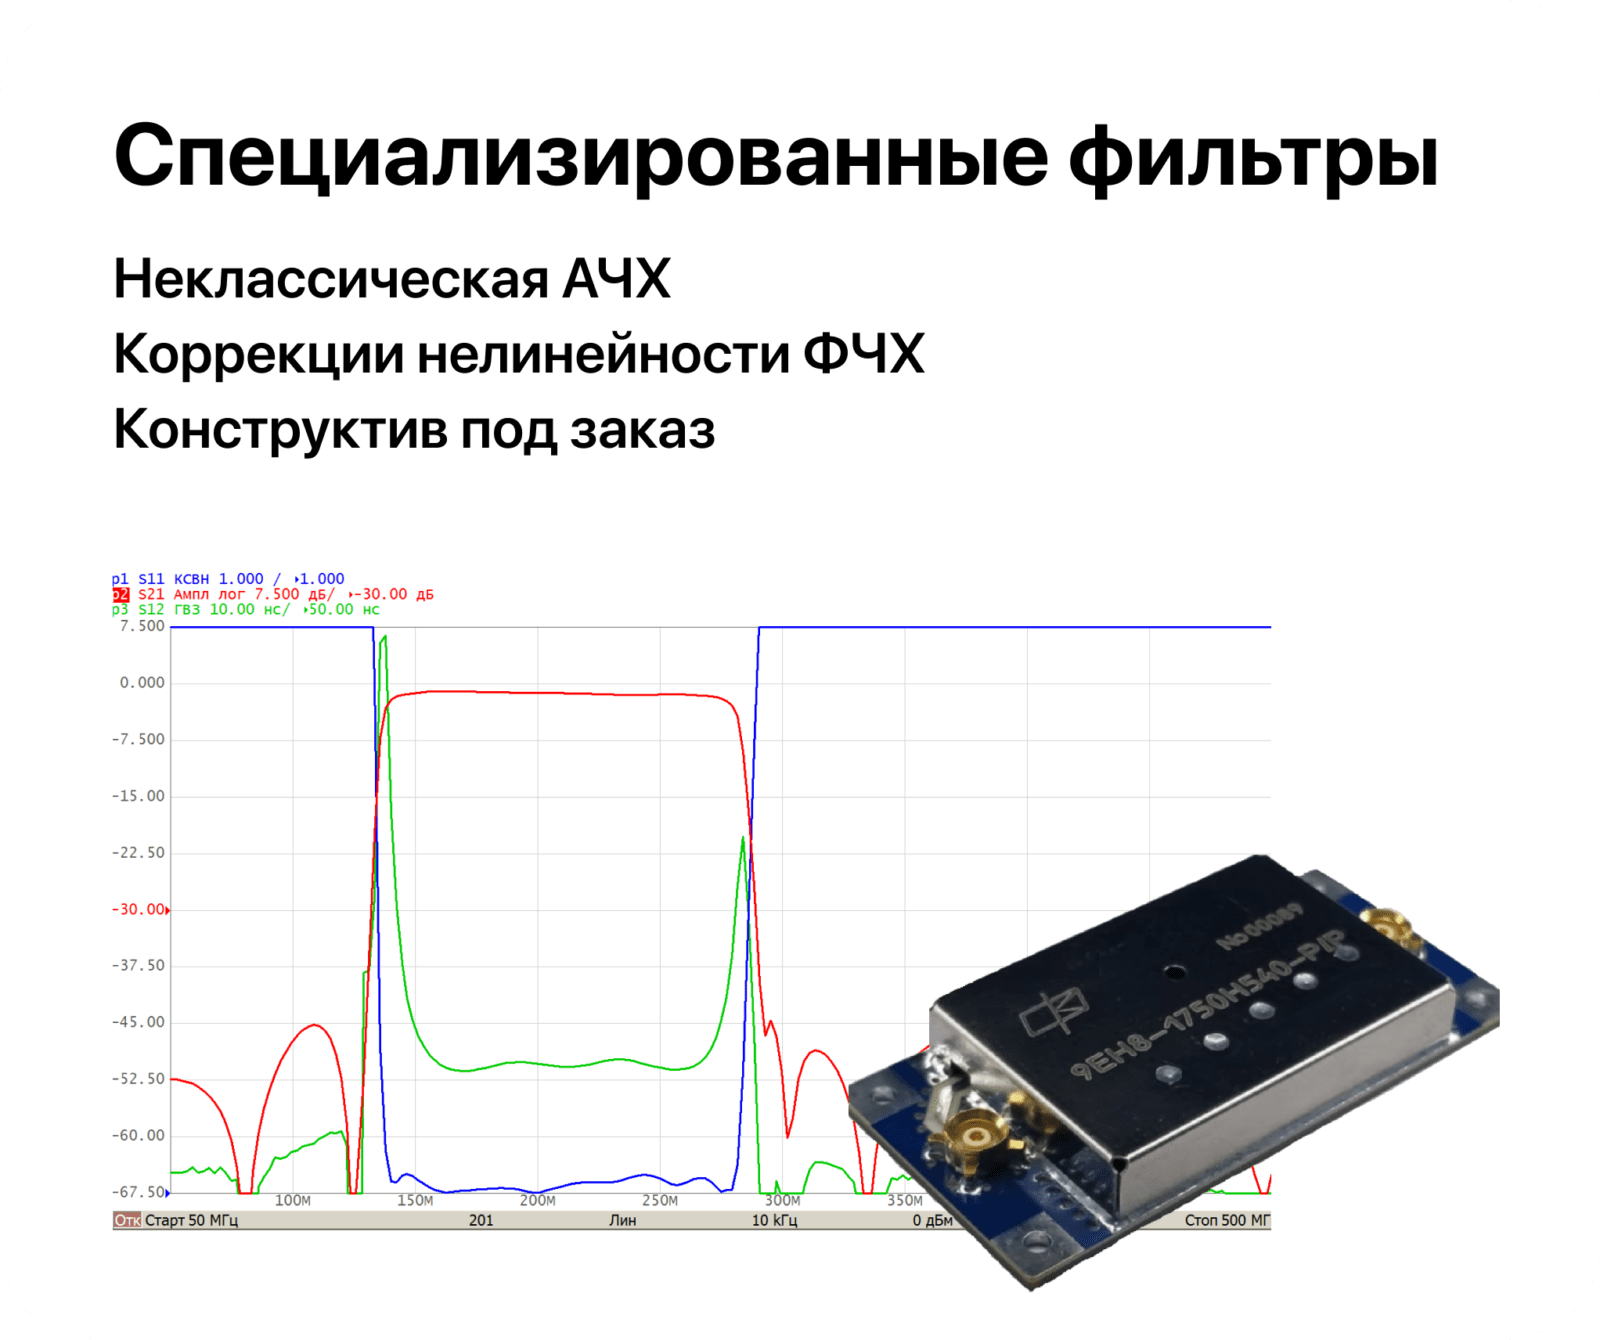 Специализированные фильтры
Неклассическая АЧХ
Коррекции нелинейности ФЧХ
Конструктив под заказ
p1 S11 КСВН 1.000 / 1.000
p2 S21 Ампл лог 7.500 дБ/ -30.00 дБ
p3 S12 ГВЗ 10.00 нс/ 50.00 нс
7.500
0.000
-7.500
-15.00
-22.50
-30.00
-37.50
-45.00
-52.50
-60.00
-67.50
100М 150М 200М 250М 300М 350М
Отк Старт 50 МГц 201 Лин 10 kГц 0 дБм Стоп 500 МГ
No00089
9EH8-1750H540-PIP